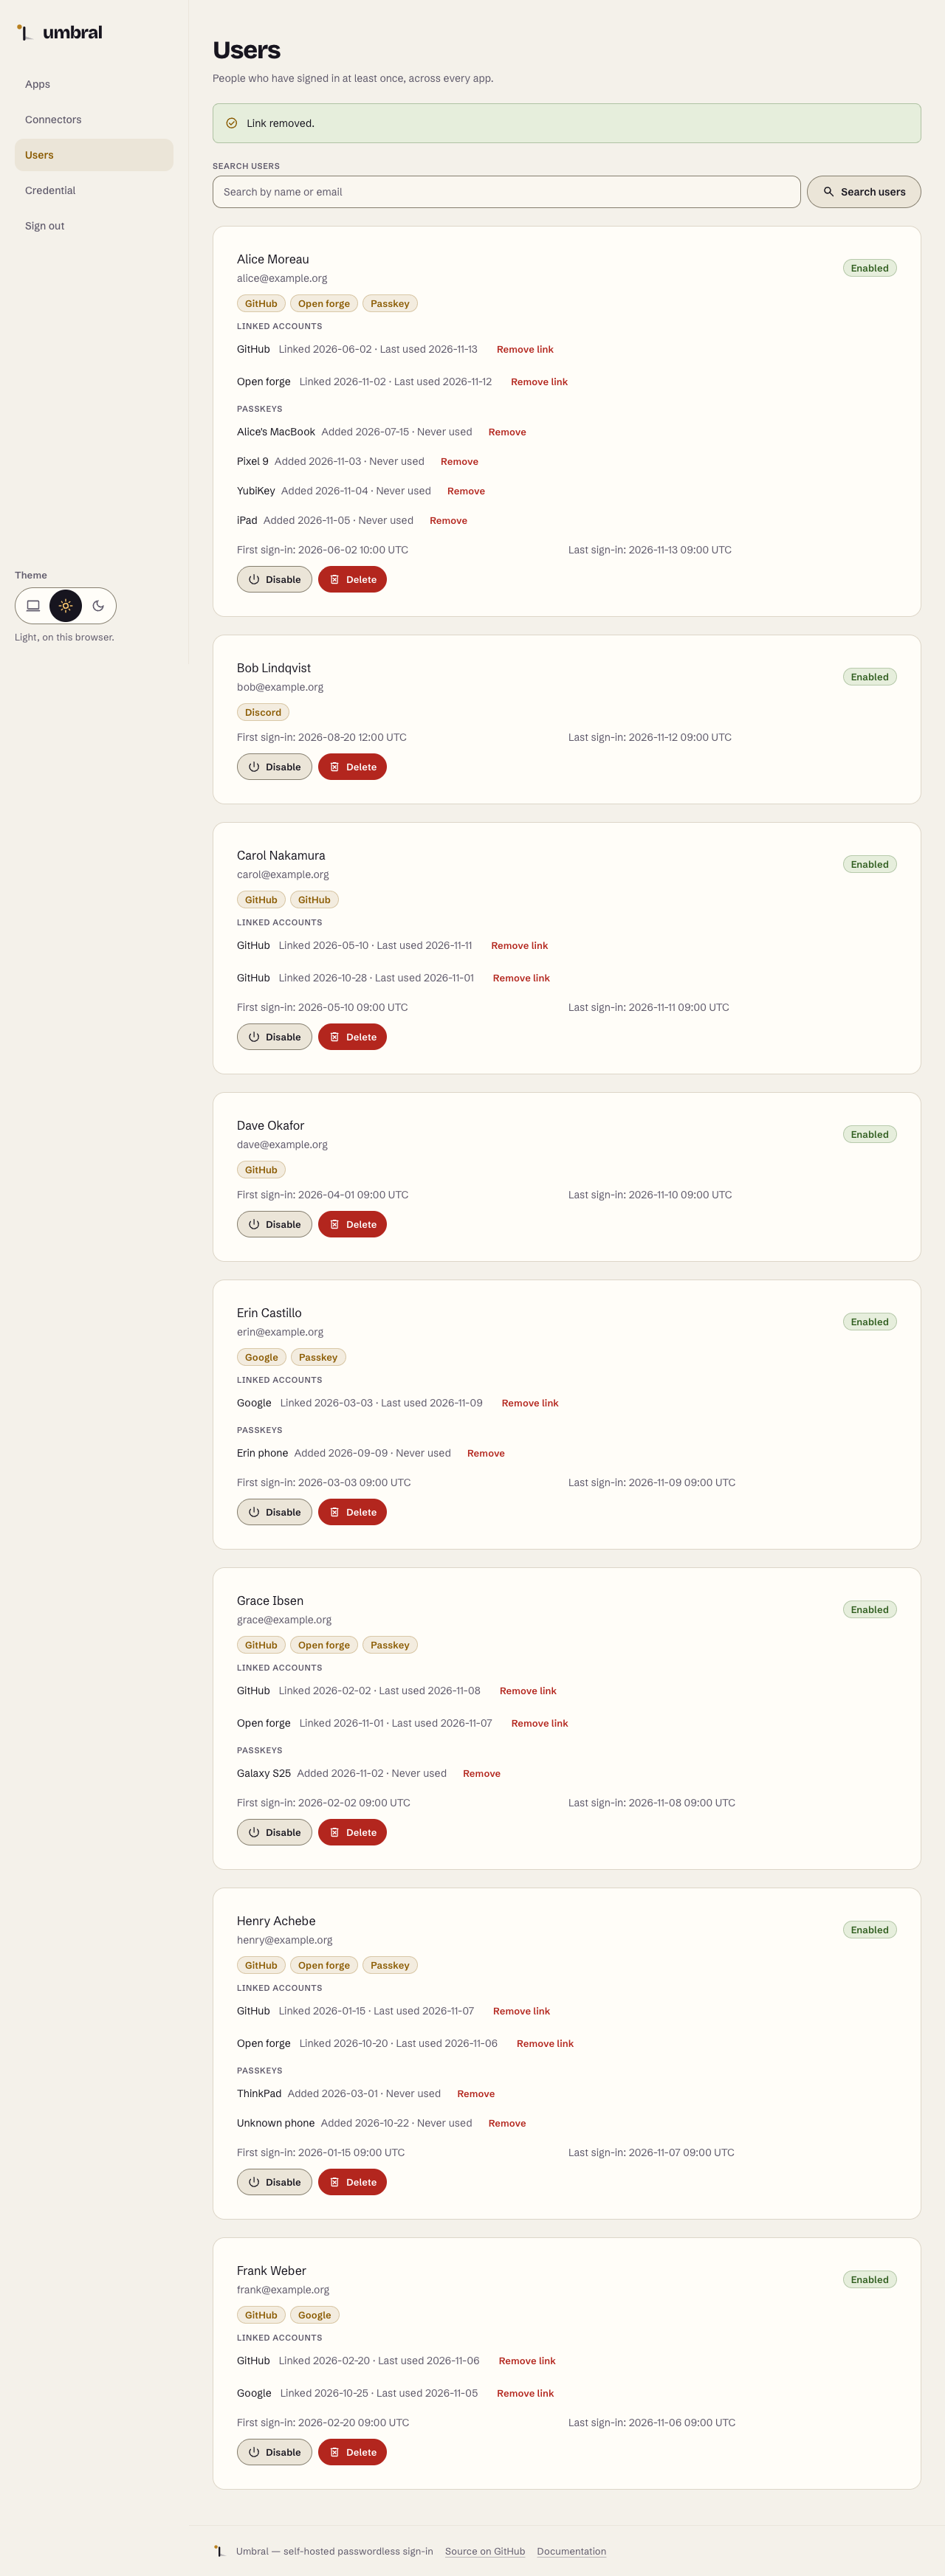 umbral
Apps
Connectors
Users
Credential
Sign out
Theme
Light, on this browser.
Users
People who have signed in at least once, across every app.
Link removed.
SEARCH USERS
Search by name or email
Search users
Alice Moreau
Enabled
alice@example.org
GitHub Open forge Passkey
LINKED ACCOUNTS
GitHub Linked 2026-06-02 · Last used 2026-11-13 Remove link
Open forge Linked 2026-11-02 · Last used 2026-11-12 Remove link
PASSKEYS
Alice's MacBook Added 2026-07-15 · Never used Remove
Pixel 9 Added 2026-11-03 · Never used Remove
YubiKey Added 2026-11-04 · Never used Remove
iPad Added 2026-11-05 · Never used Remove
First sign-in: 2026-06-02 10:00 UTC Last sign-in: 2026-11-13 09:00 UTC
Disable Delete
Bob Lindqvist
Enabled
bob@example.org
Discord
First sign-in: 2026-08-20 12:00 UTC Last sign-in: 2026-11-12 09:00 UTC
Disable Delete
Carol Nakamura
Enabled
carol@example.org
GitHub GitHub
LINKED ACCOUNTS
GitHub Linked 2026-05-10 · Last used 2026-11-11 Remove link
GitHub Linked 2026-10-28 · Last used 2026-11-01 Remove link
First sign-in: 2026-05-10 09:00 UTC Last sign-in: 2026-11-11 09:00 UTC
Disable Delete
Dave Okafor
Enabled
dave@example.org
GitHub
First sign-in: 2026-04-01 09:00 UTC Last sign-in: 2026-11-10 09:00 UTC
Disable Delete
Erin Castillo
Enabled
erin@example.org
Google Passkey
LINKED ACCOUNTS
Google Linked 2026-03-03 · Last used 2026-11-09 Remove link
PASSKEYS
Erin phone Added 2026-09-09 · Never used Remove
First sign-in: 2026-03-03 09:00 UTC Last sign-in: 2026-11-09 09:00 UTC
Disable Delete
Grace Ibsen
Enabled
grace@example.org
GitHub Open forge Passkey
LINKED ACCOUNTS
GitHub Linked 2026-02-02 · Last used 2026-11-08 Remove link
Open forge Linked 2026-11-01 · Last used 2026-11-07 Remove link
PASSKEYS
Galaxy S25 Added 2026-11-02 · Never used Remove
First sign-in: 2026-02-02 09:00 UTC Last sign-in: 2026-11-08 09:00 UTC
Disable Delete
Henry Achebe
Enabled
henry@example.org
GitHub Open forge Passkey
LINKED ACCOUNTS
GitHub Linked 2026-01-15 · Last used 2026-11-07 Remove link
Open forge Linked 2026-10-20 · Last used 2026-11-06 Remove link
PASSKEYS
ThinkPad Added 2026-03-01 · Never used Remove
Unknown phone Added 2026-10-22 · Never used Remove
First sign-in: 2026-01-15 09:00 UTC Last sign-in: 2026-11-07 09:00 UTC
Disable Delete
Frank Weber
Enabled
frank@example.org
GitHub Google
LINKED ACCOUNTS
GitHub Linked 2026-02-20 · Last used 2026-11-06 Remove link
Google Linked 2026-10-25 · Last used 2026-11-05 Remove link
First sign-in: 2026-02-20 09:00 UTC Last sign-in: 2026-11-06 09:00 UTC
Disable Delete
Umbral — self-hosted passwordless sign-in Source on GitHub Documentation